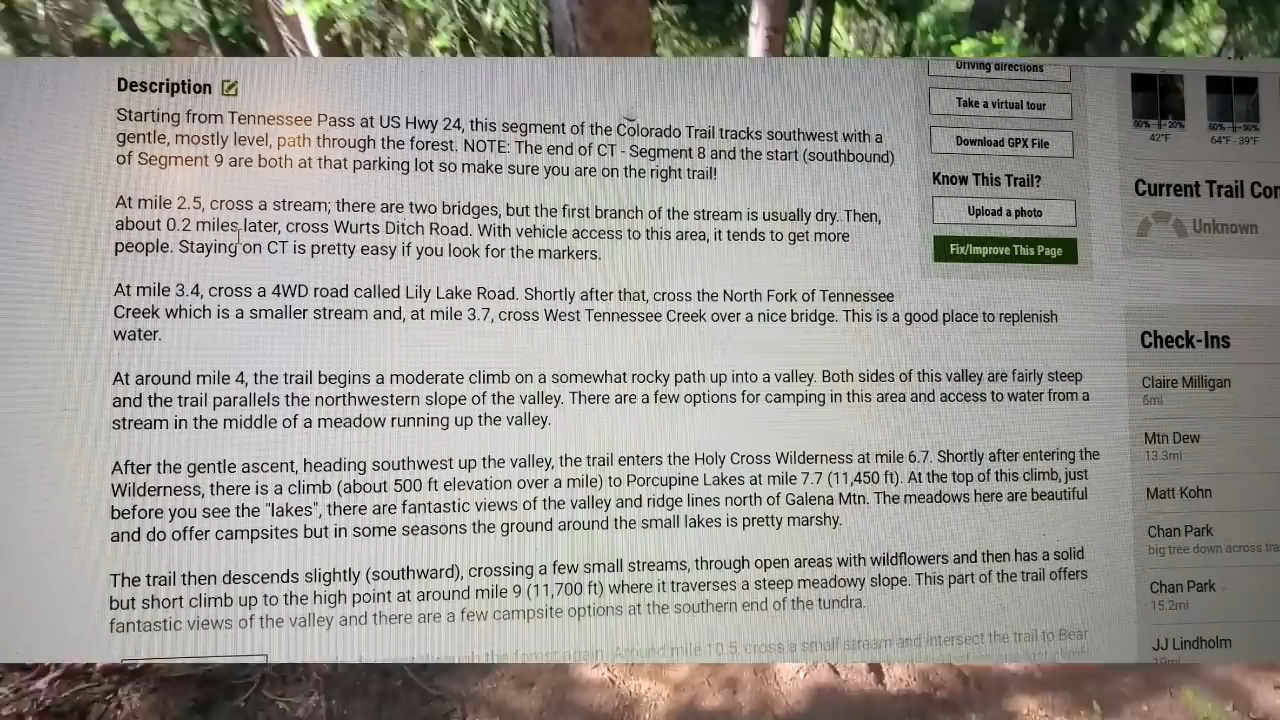 Description
Starting from Tennessee Pass at US Hwy 24, this segment of the Colorado Trail tracks southwest with a
gentle, mostly level, path through the forest. NOTE: The end of CT - Segment 8 and the start (southbound)
of Segment 9 are both at that parking lot so make sure you are on the right trail!
At mile 2.5, cross a stream; there are two bridges, but the first branch of the stream is usually dry. Then,
about 0.2 miles later, cross Wurts Ditch Road. With vehicle access to this area, it tends to get more
people. Staying on CT is pretty easy if you look for the markers.
At mile 3.4, cross a 4WD road called Lily Lake Road. Shortly after that, cross the North Fork of Tennessee
Creek which is a smaller stream and, at mile 3.7, cross West Tennessee Creek over a nice bridge. This is a good place to replenish
water.
At around mile 4, the trail begins a moderate climb on a somewhat rocky path up into a valley. Both sides of this valley are fairly steep
and the trail parallels the northwestern slope of the valley. There are a few options for camping in this area and access to water from a
stream in the middle of a meadow running up the valley.
After the gentle ascent, heading southwest up the valley, the trail enters the Holy Cross Wilderness at mile 6.7. Shortly after entering the
Wilderness, there is a climb (about 500 ft elevation over a mile) to Porcupine Lakes at mile 7.7 (11,450 ft). At the top of this climb, just
before you see the "lakes", there are fantastic views of the valley and ridge lines north of Galena Mtn. The meadows here are beautiful
and do offer campsites but in some seasons the ground around the small lakes is pretty marshy.
The trail then descends slightly (southward), crossing a few small streams, through open areas with wildflowers and then has a solid
but short climb up to the high point at around mile 9 (11,700 ft) where it traverses a steep meadowy slope. This part of the trail offers
fantastic views of the valley and there are a few campsite options at the southern end of the tundra.
through the forest again. Around mile 10.5, cross a small stream and intersect the trail to Bear
Driving directions
Take a virtual tour
Download GPX File
Know This Trail?
Upload a photo
Fix/Improve This Page
42°F
64°F - 39°F
Current Trail Con
Unknown
Check-Ins
Claire Milligan
6mi
Mtn Dew
13.3mi
Matt Kohn
Chan Park
big tree down across tra
Chan Park
15.2mi
JJ Lindholm